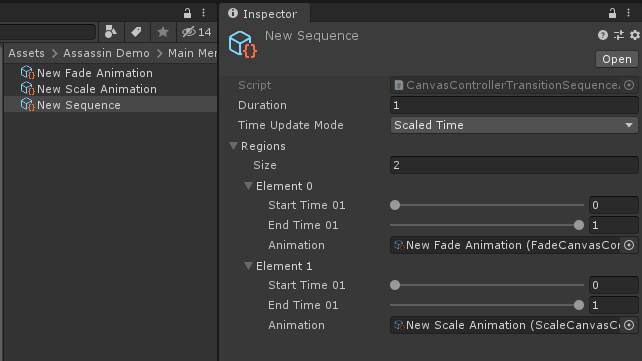 14
Assets > Assassin Demo > Main Mer
New Fade Animation
New Scale Animation
New Sequence
Inspector
New Sequence
Open
Script CanvasControllerTransitionSequence
Duration 1
Time Update Mode Scaled Time
Regions
Size 2
Element 0
Start Time 01 0
End Time 01 1
Animation New Fade Animation (FadeCanvasCon
Element 1
Start Time 01 0
End Time 01 1
Animation New Scale Animation (ScaleCanvasCo